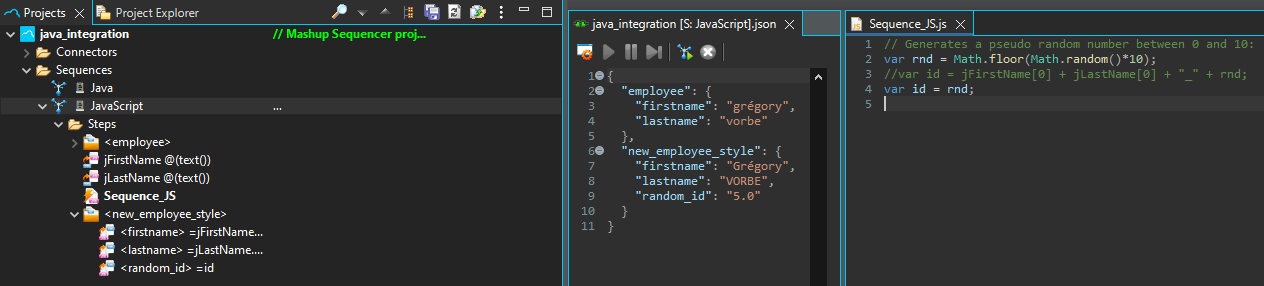 Projects
Project Explorer
java_integration // Mashup Sequencer proj...
Connectors
Sequences
Java
JavaScript ...
Steps
<employee>
jFirstName @(text())
jLastName @(text())
Sequence_JS
<new_employee_style>
<firstname> =jFirstName...
<lastname> =jLastName....
<random_id> =id
java_integration [S: JavaScript].json
1 {
2 "employee": {
3 "firstname": "grégory",
4 "lastname": "vorbe"
5 },
6 "new_employee_style": {
7 "firstname": "Grégory",
8 "lastname": "VORBE",
9 "random_id": "5.0"
10 }
11 }
Sequence_JS.js
1 // Generates a pseudo random number between 0 and 10:
2 var rnd = Math.floor(Math.random()*10);
3 //var id = jFirstName[0] + jLastName[0] + "_" + rnd;
4 var id = rnd;
5